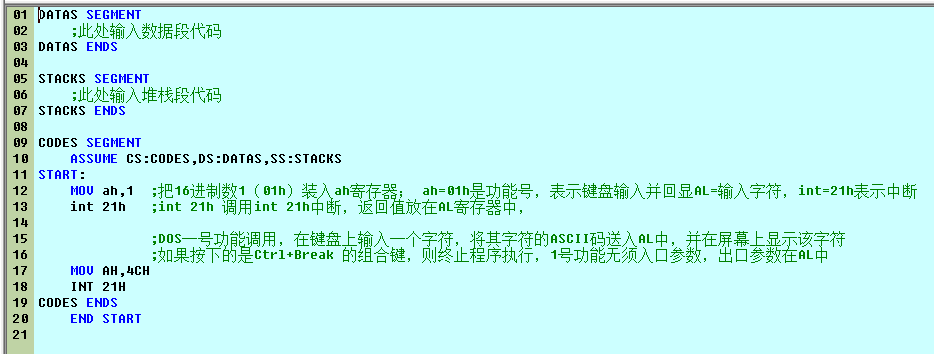 01 DATAS SEGMENT
02     ;此处输入数据段代码
03 DATAS ENDS
04
05 STACKS SEGMENT
06     ;此处输入堆栈段代码
07 STACKS ENDS
08
09 CODES SEGMENT
10     ASSUME CS:CODES,DS:DATAS,SS:STACKS
11 START:
12     MOV ah,1  ;把16进制数1（01h）装入ah寄存器； ah=01h是功能号，表示键盘输入并回显AL=输入字符，int=21h表示中断
13     int 21h   ;int 21h 调用int 21h中断，返回值放在AL寄存器中，
14
15               ;DOS一号功能调用，在键盘上输入一个字符，将其字符的ASCII码送入AL中，并在屏幕上显示该字符
16               ;如果按下的是Ctrl+Break 的组合键，则终止程序执行，1号功能无须入口参数，出口参数在AL中
17     MOV AH,4CH
18     INT 21H
19 CODES ENDS
20     END START
21